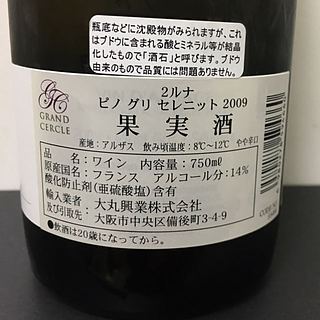 瓶底などに沈殿物がみられますが、これ
はブドウに含まれる酸とミネラル等が結晶
化したもので「酒石」と呼びます。ブドウ
由来のもので品質には問題ありません。
GC
GRAND
CERCLE
2ルナ
ピノ グリ セレニット 2009
果実酒
産地:アルザス 飲み頃温度:8℃〜12℃ やや辛口
品名:ワイン 内容量:750㎖
原産国名:フランス アルコール分:14%
酸化防止剤(亜硫酸塩)含有
輸入業者:大丸興業株式会社
及び引取先:大阪市中央区備後町3-4-9
●飲酒は20歳になってから。